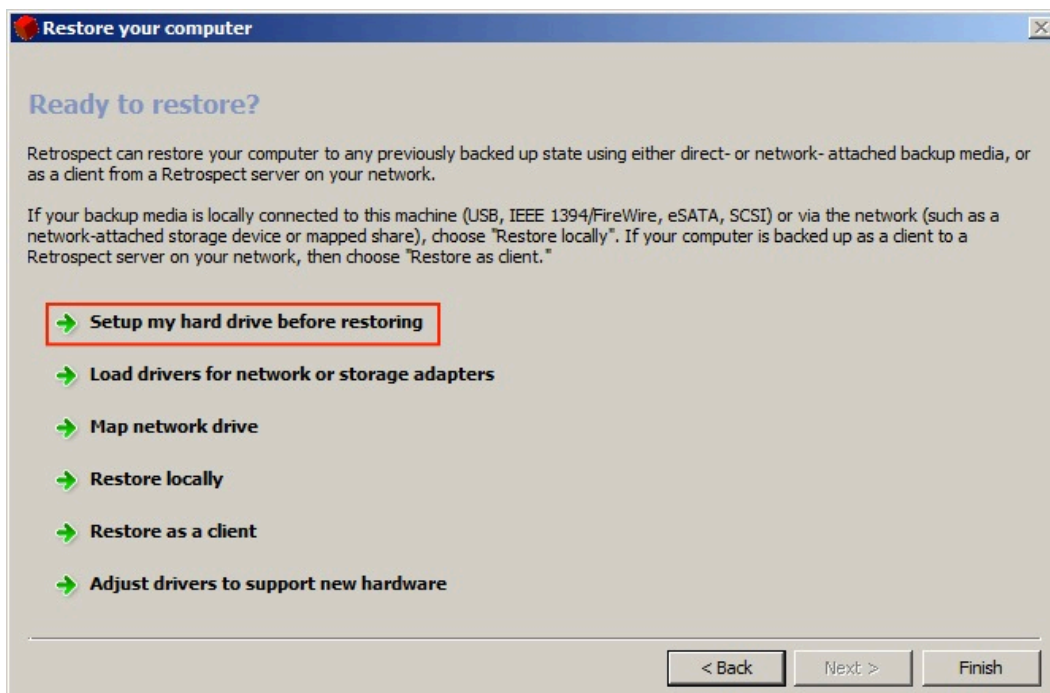 Restore your computer
Ready to restore?
Retrospect can restore your computer to any previously backed up state using either direct- or network- attached backup media, or
as a client from a Retrospect server on your network.
If your backup media is locally connected to this machine (USB, IEEE 1394/FireWire, eSATA, SCSI) or via the network (such as a
network-attached storage device or mapped share), choose "Restore locally". If your computer is backed up as a client to a
Retrospect server on your network, then choose "Restore as client."
Setup my hard drive before restoring
Load drivers for network or storage adapters
Map network drive
Restore locally
Restore as a client
Adjust drivers to support new hardware
< Back Next > Finish